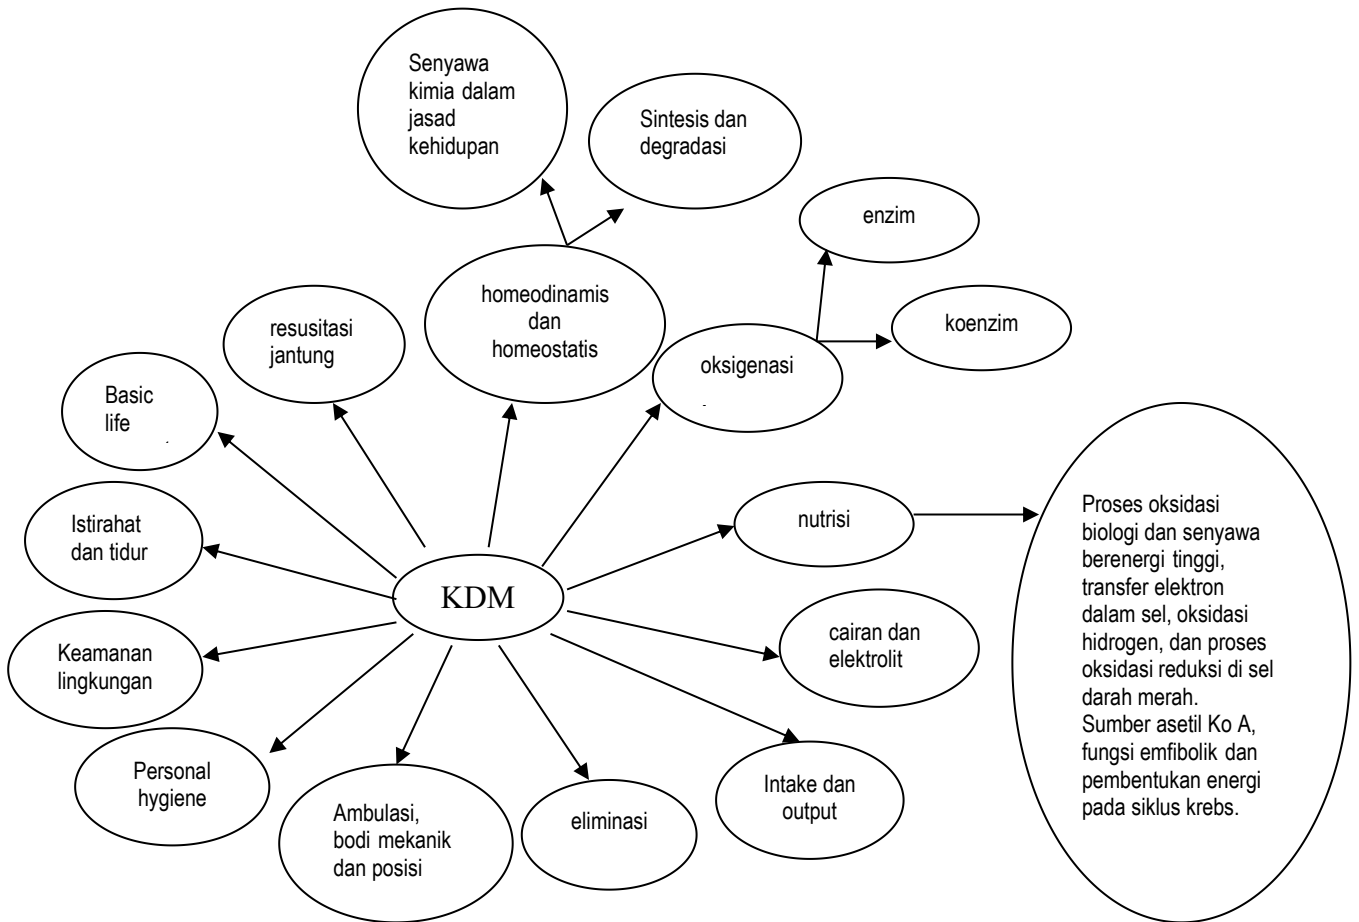 Senyawa
kimia dalam
jasad
kehidupan
Sintesis dan
degradasi
enzim
koenzim
homeodinamis
dan
homeostatis
oksigenasi
resusitasi
jantung
Basic
life
Istirahat
dan tidur
Keamanan
lingkungan
Personal
hygiene
Ambulasi,
bodi mekanik
dan posisi
eliminasi
Intake dan
output
cairan dan
elektrolit
nutrisi
KDM
Proses oksidasi
biologi dan senyawa
berenergi tinggi,
transfer elektron
dalam sel, oksidasi
hidrogen, dan proses
oksidasi reduksi di sel
darah merah.
Sumber asetil Ko A,
fungsi emfibolik dan
pembentukan energi
pada siklus krebs.